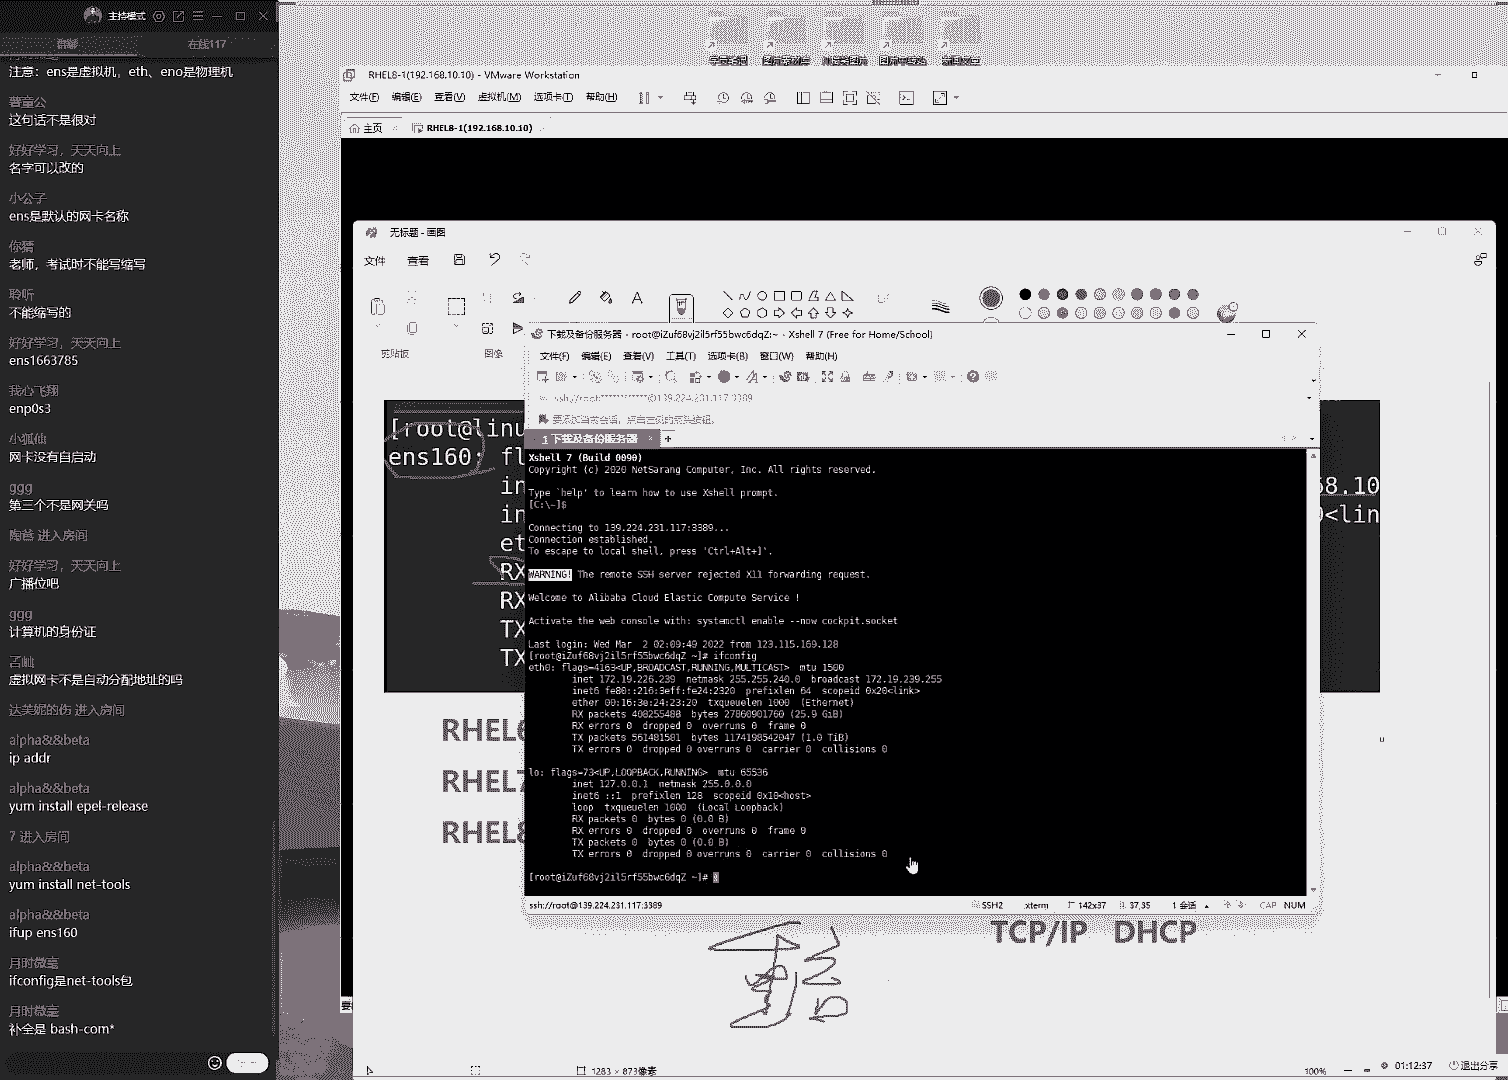 主持模式
在线117
注意：ens是虚拟机，eth、eno是物理机
薯童公
这句话不是很对
好好学习，天天向上
名字可以改的
小公子
ens是默认的网卡名称
你猜
老师，考试时不能写缩写
聆听
不能缩写的
好好学习，天天向上
ens1663785
我心飞翔
enp0s3
小狐仙
网卡没有自启动
ggg
第三个不是网关吗
陶爸 进入房间
好好学习，天天向上
广播位吧
ggg
计算机的身份证
虚拟网卡不是自动分配地址的吗
达芙妮的伤 进入房间
alpha&&beta
ip addr
alpha&&beta
yum install epel-release
7 进入房间
alpha&&beta
yum install net-tools
alpha&&beta
ifup ens160
月时微毫
ifconfig是net-tools包
月时微毫
补全是 bash-com*
RHEL8-1(192.168.10.10) - VMware Workstation
文件(F) 编辑(E) 查看(V) 虚拟机(M) 选项卡(T) 帮助(H)
主页 RHEL8-1(192.168.10.10)
无标题 - 画图
文件 查看
剪贴板 图像
[root@linu
ens160: fl
in
in
et
RX
RX
TX
TX
68.10
0<lin
下载及备份服务器 - root@iZuf68vj2il5rf55bwc6dqZ:~ - Xshell 7 (Free for Home/School)
文件(F) 编辑(E) 查看(V) 工具(T) 选项卡(B) 窗口(W) 帮助(H)
ssh://root:************@139.224.231.117:3389
要添加当前会话，点击左侧的箭头按钮。
1 下载及备份服务器
Xshell 7 (Build 0090)
Copyright (c) 2020 NetSarang Computer, Inc. All rights reserved.
Type `help' to learn how to use Xshell prompt.
[C:\~]$
Connecting to 139.224.231.117:3389...
Connection established.
To escape to local shell, press 'Ctrl+Alt+]'.
WARNING! The remote SSH server rejected X11 forwarding request.
Welcome to Alibaba Cloud Elastic Compute Service !
Activate the web console with: systemctl enable --now cockpit.socket
Last login: Wed Mar  2 02:09:49 2022 from 123.115.169.128
[root@iZuf68vj2il5rf55bwc6dqZ ~]# ifconfig
eth0: flags=4163<UP,BROADCAST,RUNNING,MULTICAST>  mtu 1500
inet 172.19.226.239  netmask 255.255.240.0  broadcast 172.19.239.255
inet6 fe80::216:3eff:fe24:2320  prefixlen 64  scopeid 0x20<link>
ether 00:16:3e:24:23:20  txqueuelen 1000  (Ethernet)
RX packets 408255488  bytes 27860901760 (25.9 GiB)
RX errors 0  dropped 0  overruns 0  frame 0
TX packets 561481581  bytes 1174198542047 (1.0 TiB)
TX errors 0  dropped 0 overruns 0  carrier 0  collisions 0
lo: flags=73<UP,LOOPBACK,RUNNING>  mtu 65536
inet 127.0.0.1  netmask 255.0.0.0
inet6 ::1  prefixlen 128  scopeid 0x10<host>
loop  txqueuelen 1000  (Local Loopback)
RX packets 0  bytes 0 (0.0 B)
RX errors 0  dropped 0  overruns 0  frame 0
TX packets 0  bytes 0 (0.0 B)
TX errors 0  dropped 0 overruns 0  carrier 0  collisions 0
[root@iZuf68vj2il5rf55bwc6dqZ ~]#
ssh://root@139.224.231.117:3389 SSH2 xterm 142x37 37,35 1 会话 CAP NUM
RHEL6
RHEL7
RHEL8
TCP/IP DHCP
1283 × 873像素
100%
01:12:37 退出分享